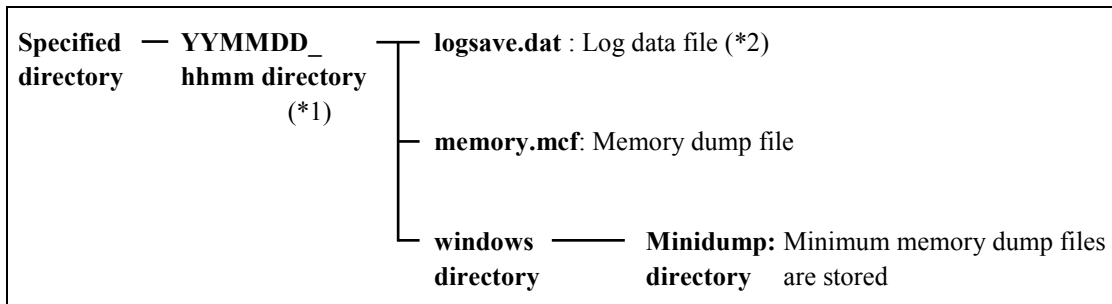 Specified directory
YYMMDD_ hhmm directory (*1)
logsave.dat : Log data file (*2)
memory.mcf: Memory dump file
windows directory
Minidump: directory
Minimum memory dump files are stored